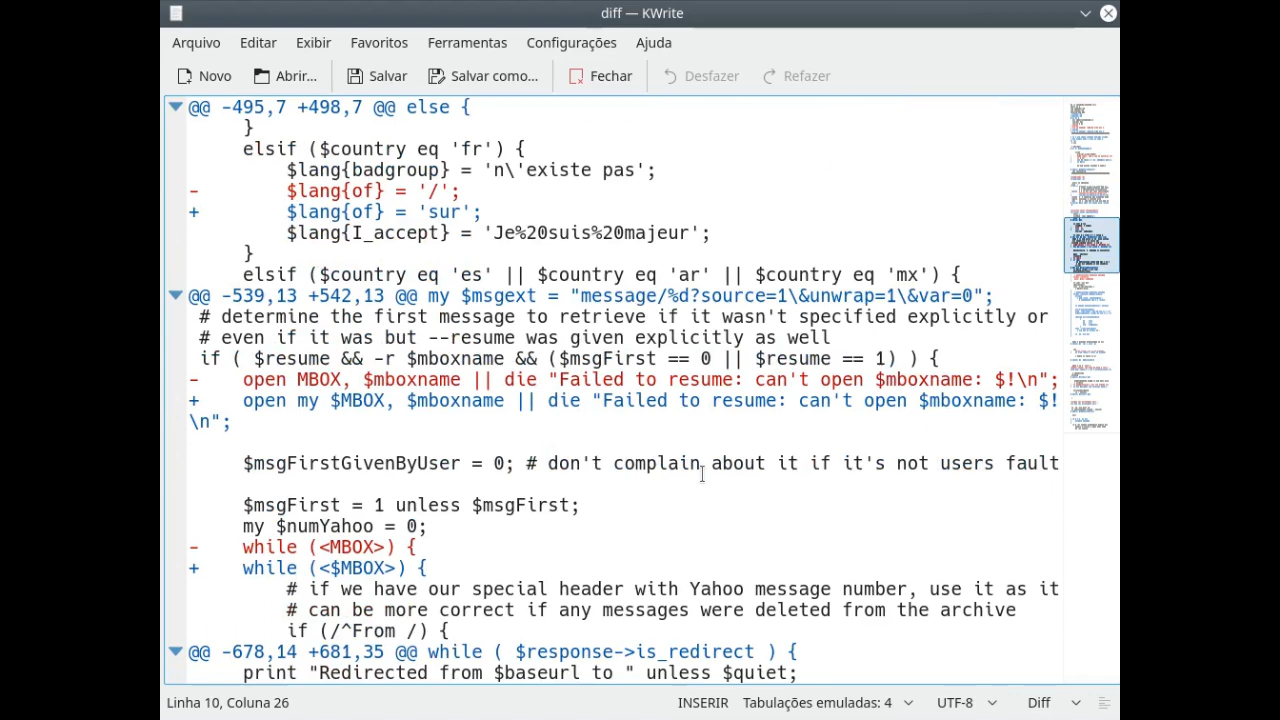 diff — KWrite
Arquivo Editar Exibir Favoritos Ferramentas Configurações Ajuda
Novo Abrir... Salvar Salvar como... Fechar Desfazer Refazer
@@ -495,7 +498,7 @@ else {
}
elsif ($country eq 'fr') {
$lang{badgroup} = 'n\'existe pas';
- $lang{of} = '/';
+ $lang{of} = 'sur';
$lang{I_accept} = 'Je%20suis%20majeur';
}
elsif ($country eq 'es' || $country eq 'ar' || $country eq 'mx') {
@@ -539,13 +542,13 @@ my $msgext = "message/%d?source=1\&unwrap=1\&var=0";
# determine the first message to retrieve if it wasn't specified explicitly or
# even if it was but --resume was given explicitly as well
if ( $resume && -r $mboxname && ($msgFirst == 0 || $resume == 1) ) {
- open MBOX, $mboxname || die "Failed to resume: can't open $mboxname: $!\n";
+ open my $MBOX, $mboxname || die "Failed to resume: can't open $mboxname: $!
\n";
$msgFirstGivenByUser = 0; # don't complain about it if it's not users fault
$msgFirst = 1 unless $msgFirst;
my $numYahoo = 0;
- while (<MBOX>) {
+ while (<$MBOX>) {
# if we have our special header with Yahoo message number, use it as it
# can be more correct if any messages were deleted from the archive
if (/^From /) {
@@ -678,14 +681,35 @@ while ( $response->is_redirect ) {
print "Redirected from $baseurl to " unless $quiet;
Linha 10, Coluna 26 INSERIR Tabulações emuladas: 4 UTF-8 Diff